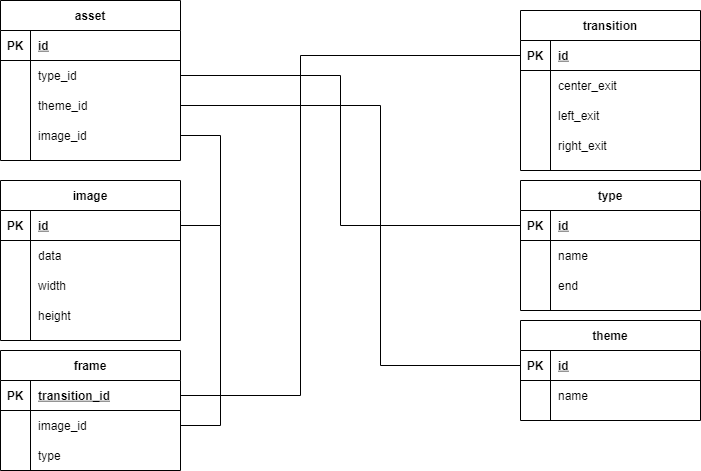 asset
PK id
type_id
theme_id
image_id
image
PK id
data
width
height
frame
PK transition_id
image_id
type
transition
PK id
center_exit
left_exit
right_exit
type
PK id
name
end
theme
PK id
name